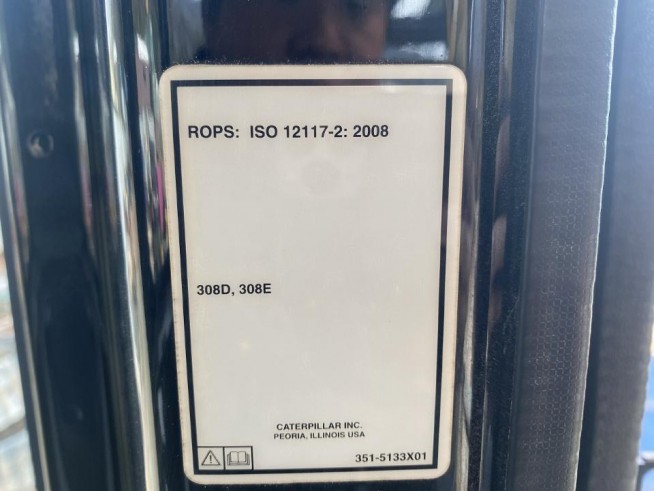 ROPS: ISO 12117-2: 2008
308D, 308E
CATERPILLAR INC.
PEORIA, ILLINOIS USA
351-5133X01